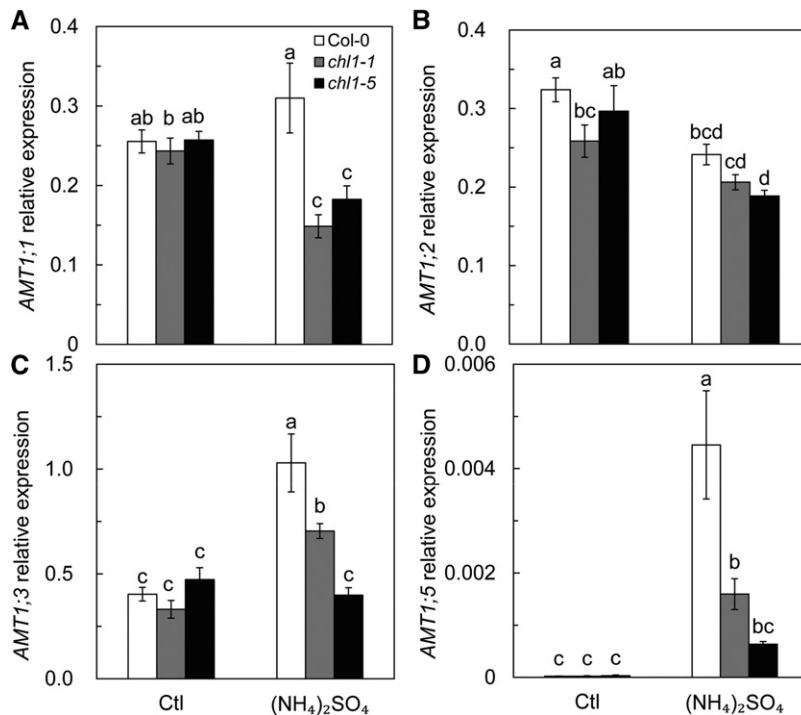 A
AMT1;1 relative expression
0.4
0.3
0.2
0.1
0.0
ab b ab
a
c c
Col-0
chl1-1
chl1-5
B
AMT1;2 relative expression
0.4
0.3
0.2
0.1
0.0
a
bc
ab
bcd
cd
d
C
AMT1;3 relative expression
1.5
1.0
0.5
0.0
c c c
a
b
c
Ctl (NH₄)₂SO₄
D
AMT1;5 relative expression
0.006
0.004
0.002
0
c c c
a
b
bc
Ctl (NH₄)₂SO₄